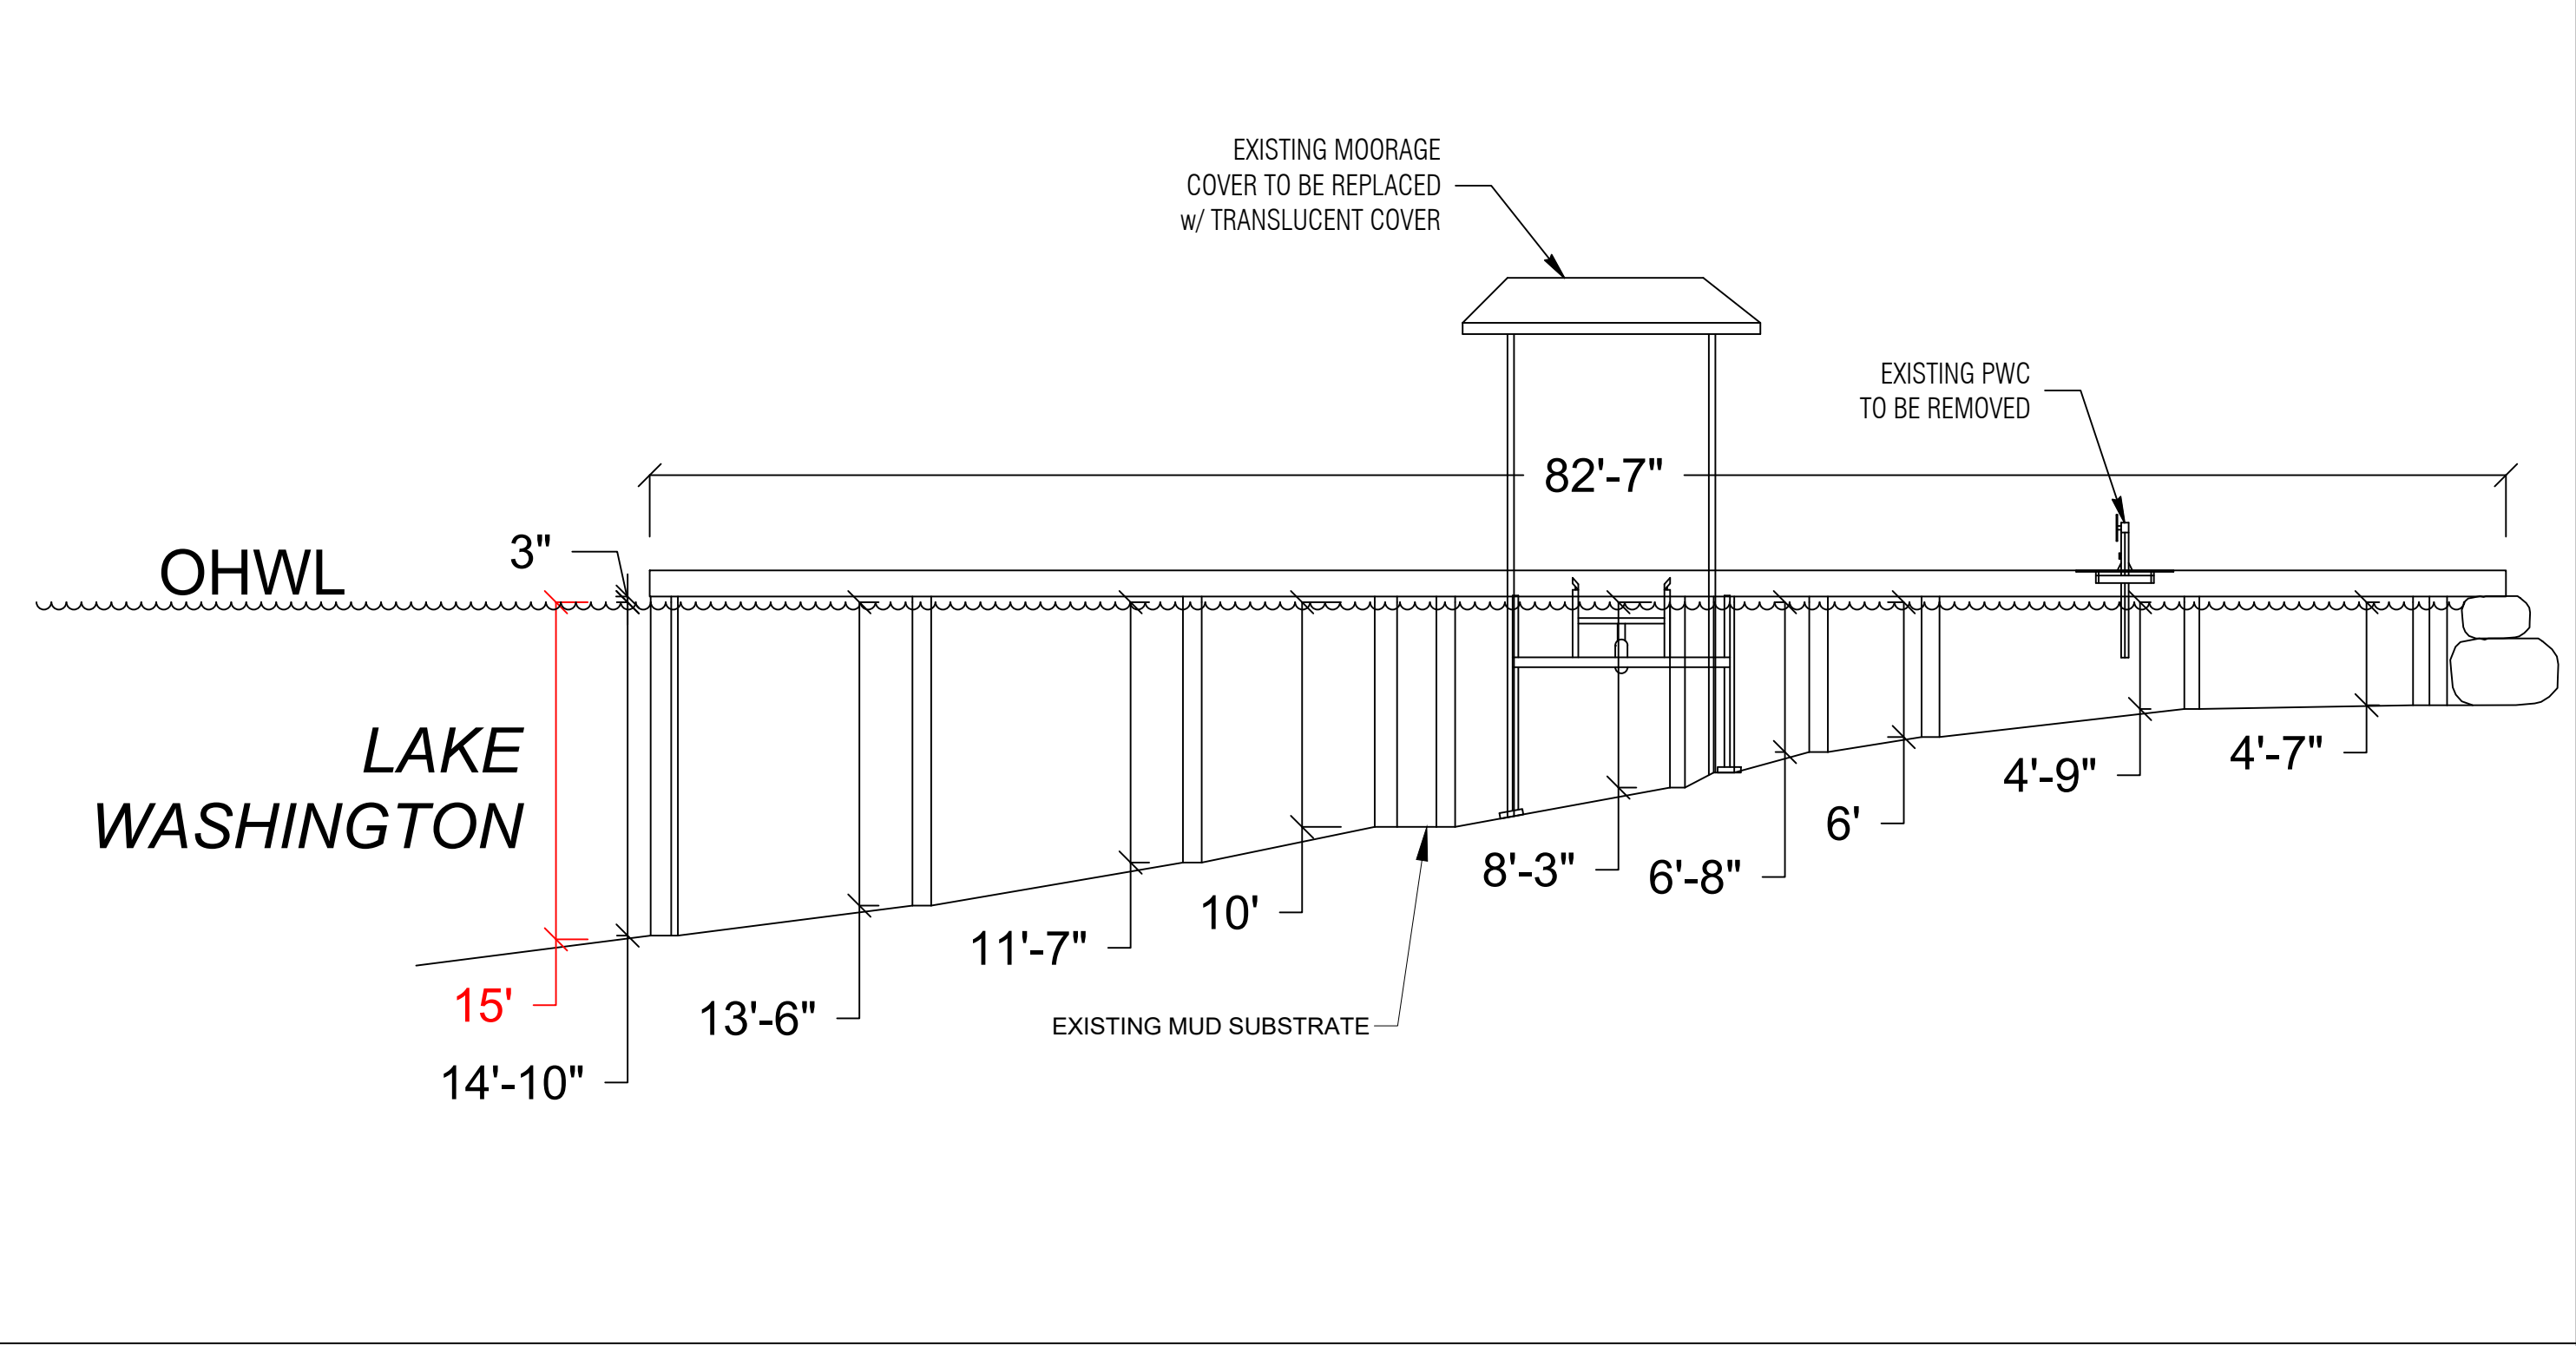 EXISTING MOORAGE
COVER TO BE REPLACED
w/ TRANSLUCENT COVER
EXISTING PWC
TO BE REMOVED
82'-7"
3"
OHWL
LAKE
WASHINGTON
4'-7"
4'-9"
6'
6'-8"
8'-3"
10'
11'-7"
15'
13'-6"
EXISTING MUD SUBSTRATE
14'-10"